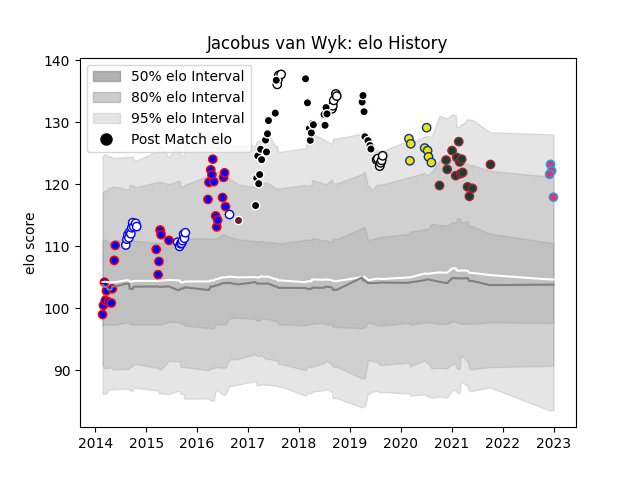 Jacobus van Wyk: elo History
140
130
120
110
100
90
elo score
50% elo Interval
80% elo Interval
95% elo Interval
Post Match elo
2014 2015 2016 2017 2018 2019 2020 2021 2022 2023